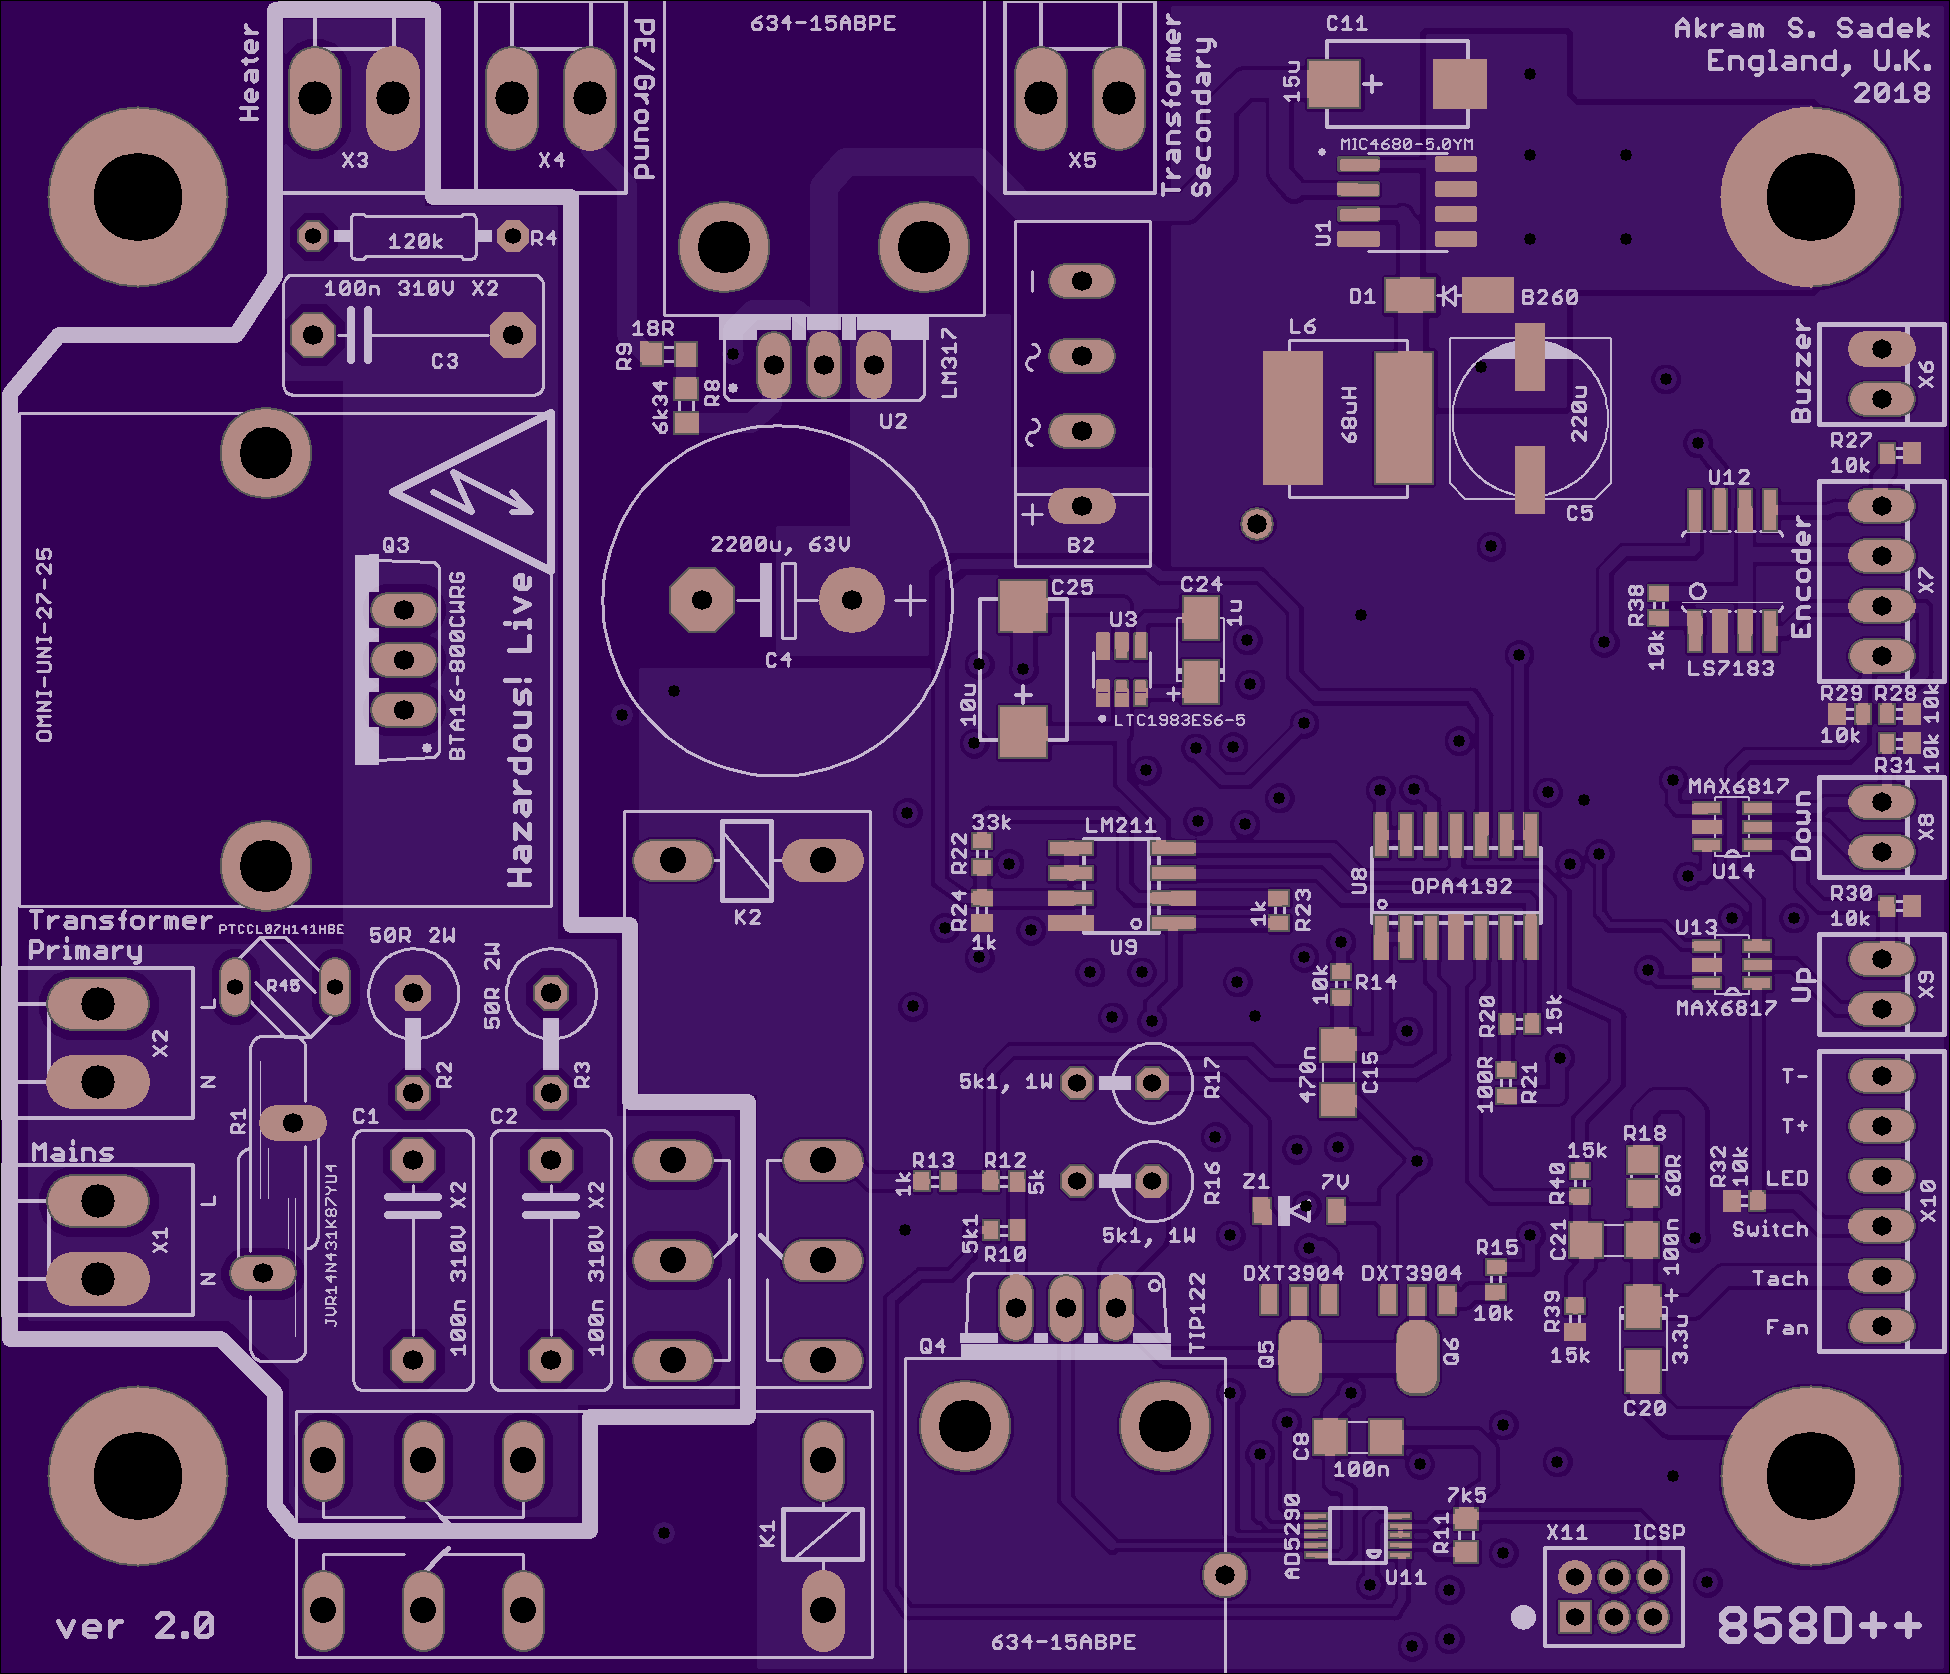 634-15ABPE
C11
Akram S. Sadek
England, U.K.
2018
Heater
X3
X4
PE/Ground
X5
Transformer
Secondary
15u
+
MIC4680-5.0YM
U1
120k
R4
100n 310V X2
C3
D1
B260
L6
68uH
220u
C5
18R
R9
6k34
R8
LM317
U2
B2
+
Buzzer
X6
R27
10k
U12
Encoder
X7
R38
10k
LS7183
R29
R28
10k
10k
10k
R31
2200u, 63V
+
C4
Q3
OMNI-UNI-27-25
BTA16-800CWRG
Hazardous! Live
C25
10u
+
U3
C24
1u
+
LTC1983ES6-5
MAX6817
U14
Down
X8
R30
10k
U13
MAX6817
Up
X9
33k
R22
R24
1k
LM211
U9
1k
R23
U8
OPA4192
10k
R14
470n
C15
R20
15k
100R
R21
K2
Transformer
Primary
PTCCL07H141HBE
R45
50R 2W
R2
50R 2W
R3
L
N
X2
Mains
L
N
X1
R1
JVR14N431K87YU4
C1
100n 310V X2
C2
100n 310V X2
5k1, 1W
R17
R16
5k1, 1W
R13
1k
R12
5k
5k1
R10
Z1
7V
DXT3904
DXT3904
Q5
Q6
R15
10k
15k
R40
R18
60R
C21
100n
R39
15k
+
3.3u
C20
R32
10k
T-
T+
LED
Switch
Tach
Fan
X10
TIP122
Q4
C8
100n
AD5290
U11
7k5
R11
X11
ICSP
K1
634-15ABPE
ver 2.0
858D++